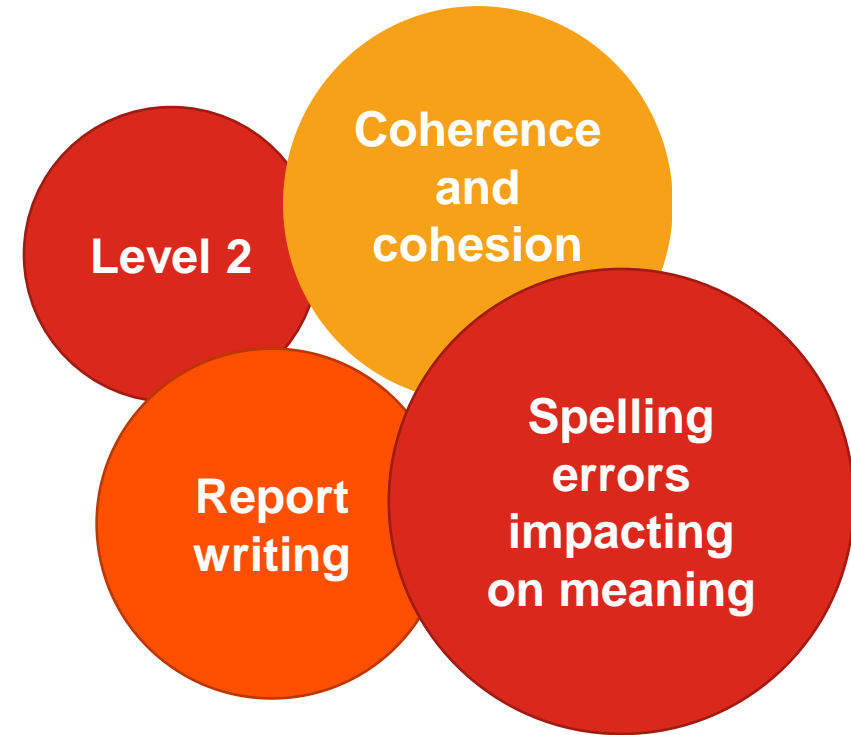 Coherence
and
cohesion
Level 2
Spelling
errors
impacting
on meaning
Report
writing